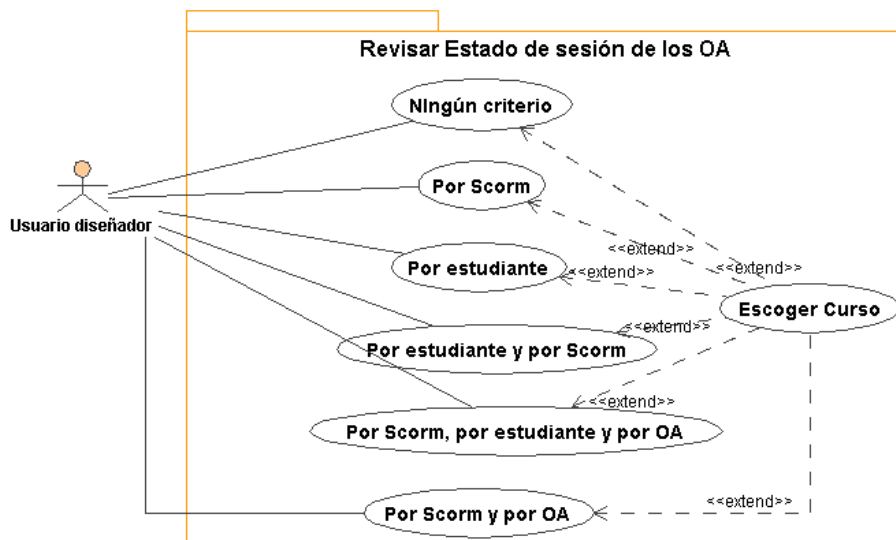 Revisar Estado de sesión de los OA
NIngún criterio
Por Scorm
Usuario diseñador
<<extend>>
Por estudiante
<<extend>>
<<extend>>
Escoger Curso
<<extend>>
Por estudiante y por Scorm
<<extend>>
Por Scorm, por estudiante y por OA
<<extend>>
Por Scorm y por OA